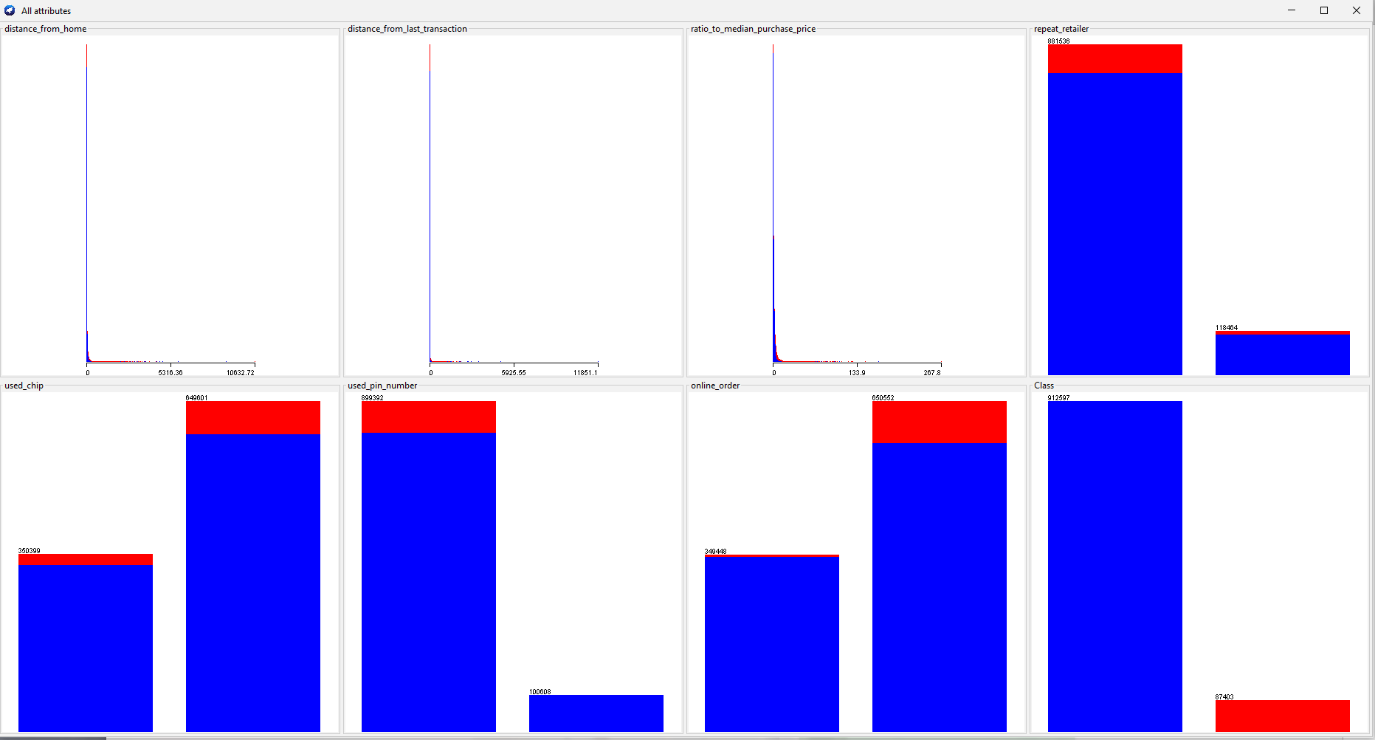 All attributes
distance_from_home
distance_from_last_transaction
ratio_to_median_purchase_price
repeat_retailer
881536
118464
0 5316.36 10632.72
0 5925.55 11851.1
0 133.9 267.8
used_chip
used_pin_number
online_order
Class
649601
899392
650552
912597
350399
349448
100608
87403